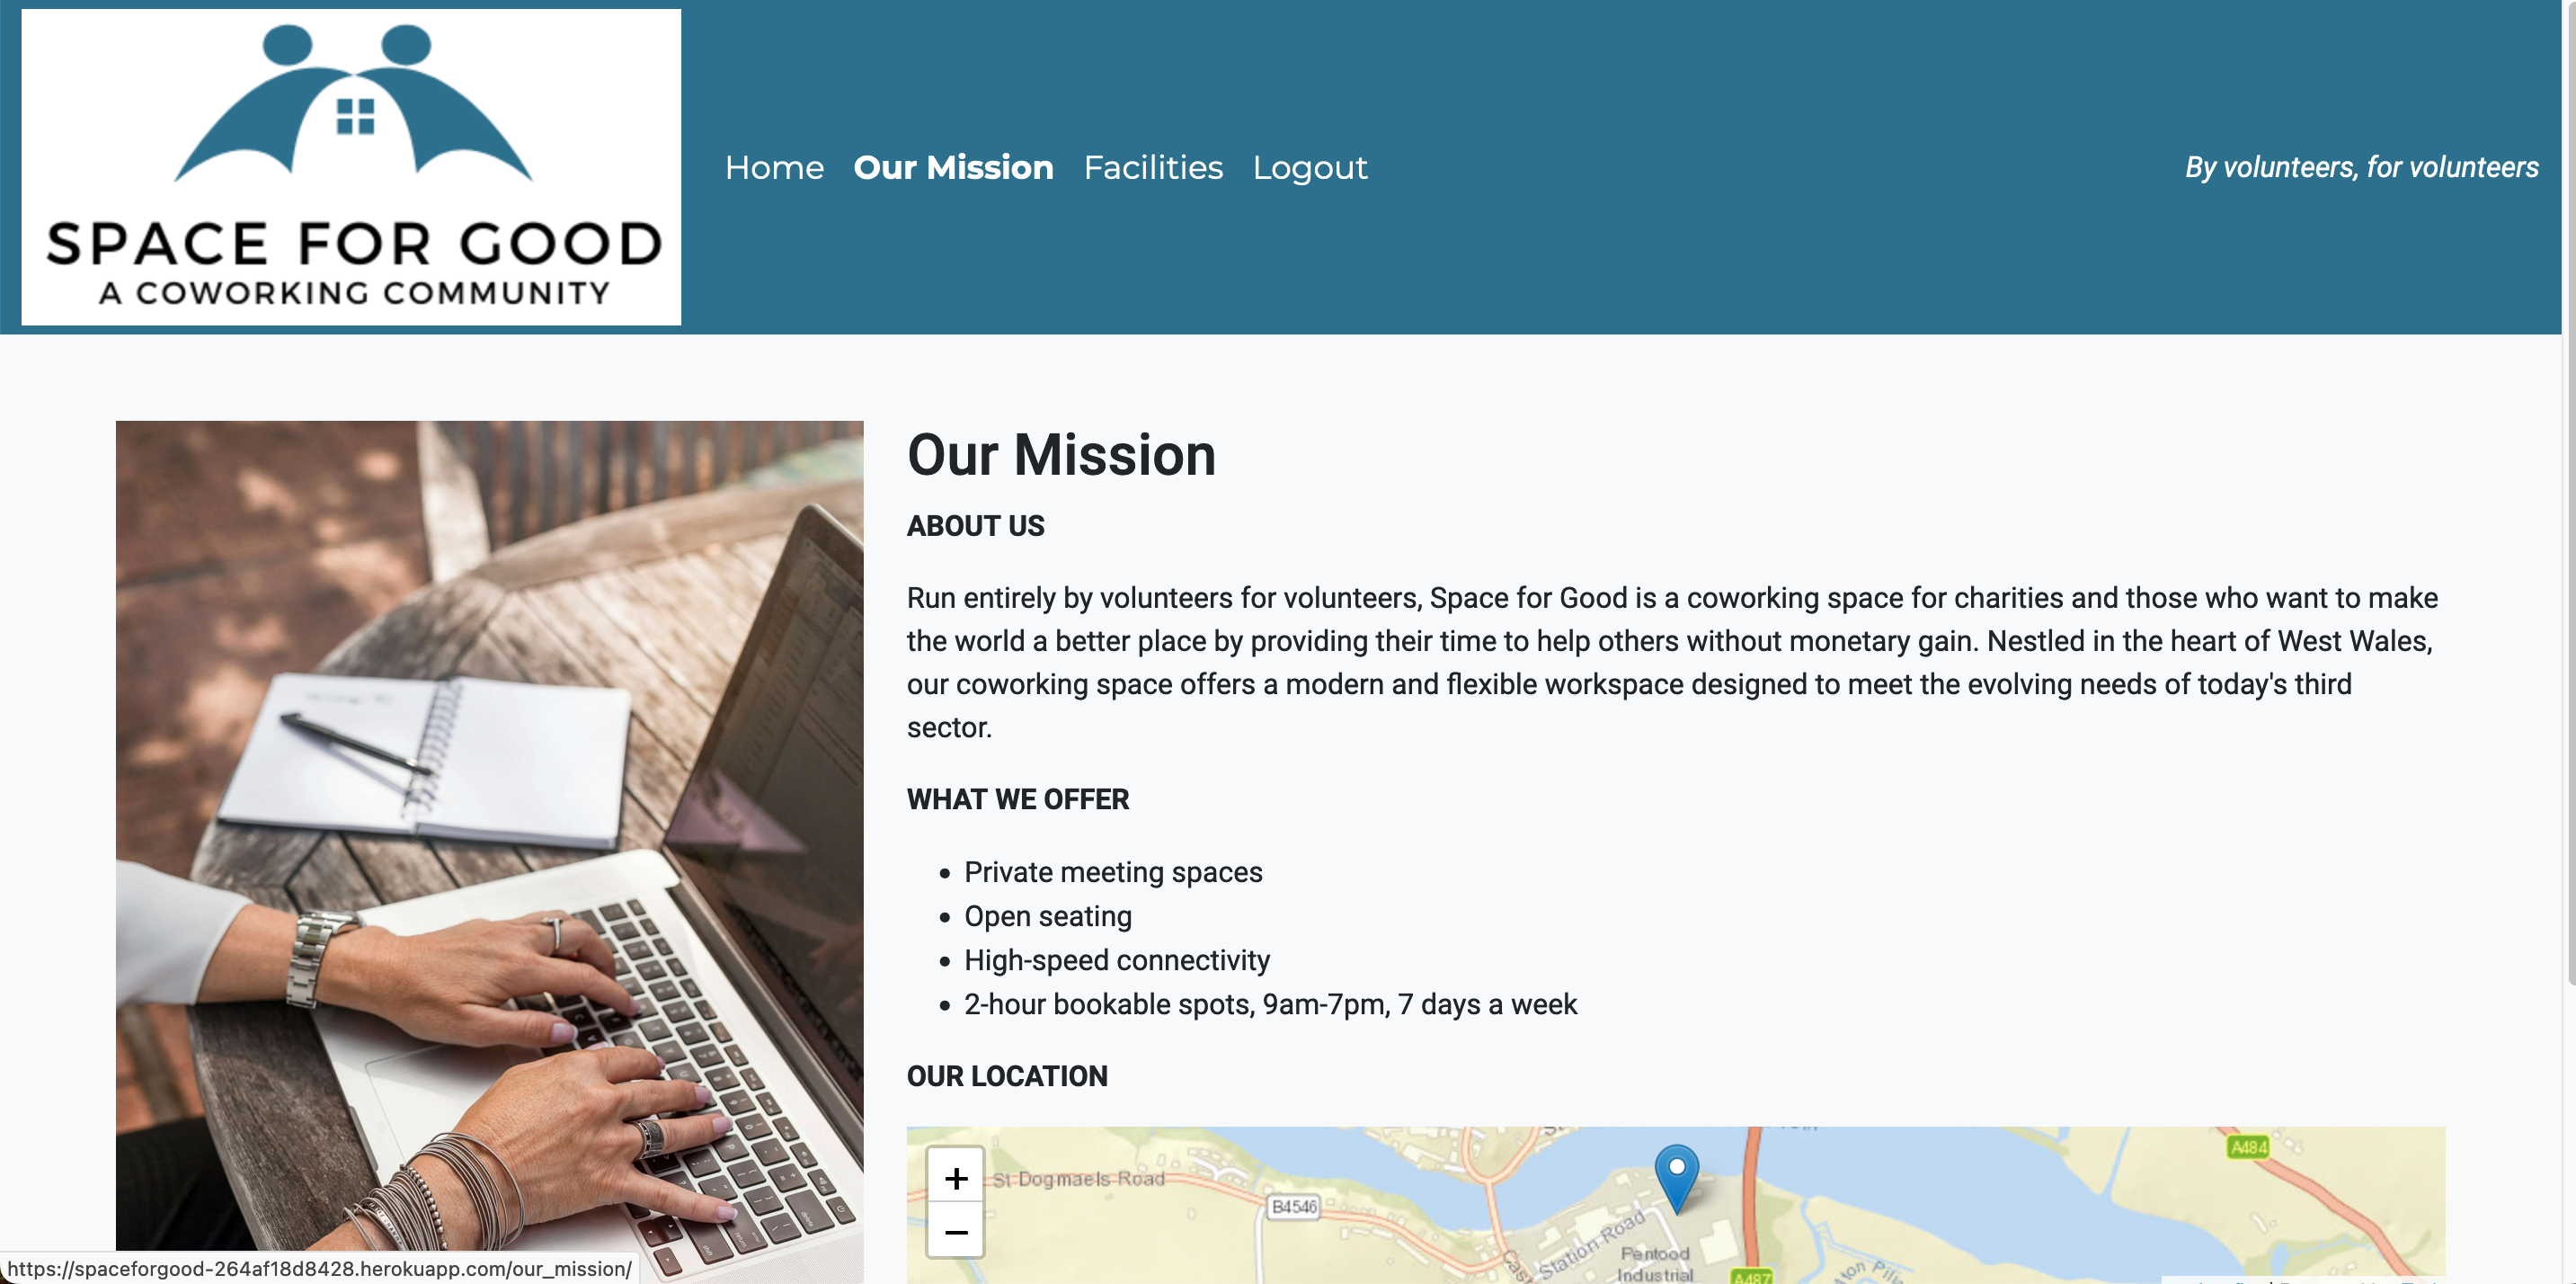 SPACE FOR GOOD
A COWORKING COMMUNITY
Home Our Mission Facilities Logout
By volunteers, for volunteers
Our Mission
ABOUT US
Run entirely by volunteers for volunteers, Space for Good is a coworking space for charities and those who want to make
the world a better place by providing their time to help others without monetary gain. Nestled in the heart of West Wales,
our coworking space offers a modern and flexible workspace designed to meet the evolving needs of today's third
sector.
WHAT WE OFFER
• Private meeting spaces
• Open seating
• High-speed connectivity
• 2-hour bookable spots, 9am-7pm, 7 days a week
OUR LOCATION
+
−
St Dogmaels Road
B4546
A484
Station Road
Pentood
Industrial
A487
https://spaceforgood-264af18d8428.herokuapp.com/our_mission/